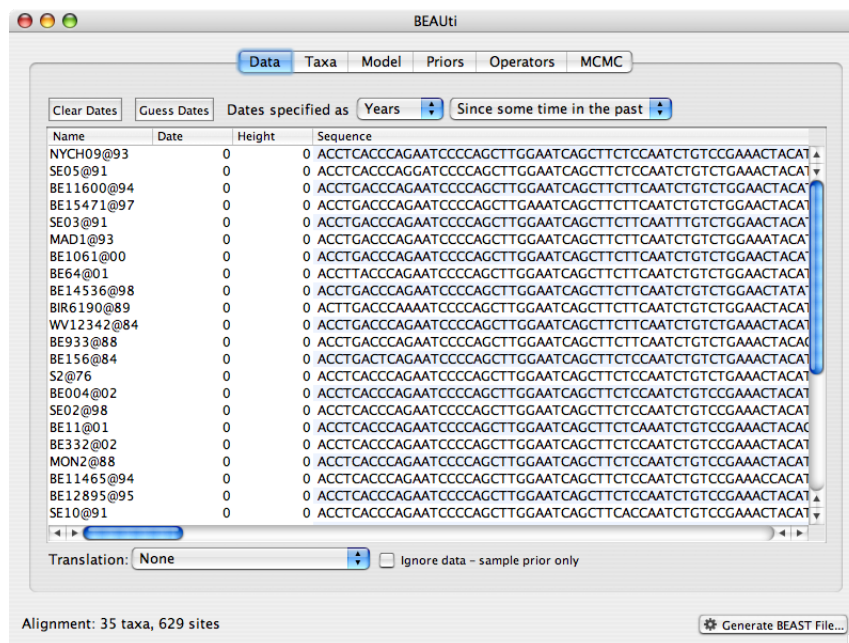 BEAUti
Data Taxa Model Priors Operators MCMC
Clear Dates Guess Dates Dates specified as Years Since some time in the past
Name Date Height Sequence
NYCH09@93 0 0 ACCTCACCCAGAATCCCCAGCTTGGAATCAGCTTCTCCAATCTGTCCGAAACTACAT
SE05@91 0 0 ACCTCACCCAGGATCCCCAGCTTGGAATCAGCTTCTCCAATCTGTCTGAAACTACAT
BE11600@94 0 0 ACCTGACCCAGAATCCCCAGCTTGGAATCAGCTTCTTCAATCTGTCTGGAACTACAT
BE15471@97 0 0 ACCTGACCCAGAATCCCCAGCTTGAAATCAGCTTCTTCAATCTGTCTGGAACTACAT
SE03@91 0 0 ACCTGACCCAGAATCCCCAGCTTGGAATCAGCTTCTTCAATTTGTCTGGAACTACAT
MAD1@93 0 0 ACCTGACCCAGAATCCCCAGCTTGGAATCAGCTTCTTCAATCTGTCTGGAAATACAT
BE1061@00 0 0 ACCTGACCCAGAATCCCCAGCTTGGAATCAGCTTCTTCAATCTGTCTGGAACTACAT
BE64@01 0 0 ACCTTACCCAGAATCCCCAGCTTGGAATCAGCTTCTTCAATCTGTCTGGAACTACAT
BE14536@98 0 0 ACCTGACCCAGAATCCCCAGCTTGGAATCAGCTTCTTCAATCTGTCTGGAACTATAT
BIR6190@89 0 0 ACTTGACCCAAAATCCCCAGCTTGGAATCAGCTTCTTCAATCTGTCTGGAACTACAT
WV12342@84 0 0 ACCTGACCCAGAATCCCCAGCTTGGAATCAGCTTCTTCAATCTGTCTGAAACTACAT
BE933@88 0 0 ACCTGACCCAGAATCCCCAGCTTGGAATCAGCTTCTTCAATCTGTCTGAAACTACAC
BE156@84 0 0 ACCTGACTCAGAATCCCCAGCTTGGAATCAGCTTCTCCAATCTGTCTGAAACTACAT
S2@76 0 0 ACCTCACCCAGAATCCCCAGCTTGGAATCAGCTTCTCCAATCTGTCTGAAACTACAT
BE004@02 0 0 ACCTCACCCAGAATCCCCAGCTTGGAATCAGCTTCTCCAATCTGTCCGAAACTACAT
SE02@98 0 0 ACCTCACCCAGAATCCCCAGCTTGGAATCAGCTTCTCCAATCTGTCCGAAACTACAT
BE11@01 0 0 ACCTCACCCAGAATCCCCAGCTTGGAATCAGCTTCTCAAATCTGTCCGAAACTACAC
BE332@02 0 0 ACCTCACCCAGAATCCCCAGCTTGGAATCAGCTTCTCCAATCTGTCCGAAACTACAT
MON2@88 0 0 ACCTCACCCAGAATCCCCAGCTTGGAATCAGCTTCTCCAATCTGTCCGAAACTACAT
BE11465@94 0 0 ACCTCACCCAGAATCCCCAGCTTGGAATCAGCTTCTCCAATCTGTCCGAAACCACAT
BE12895@95 0 0 ACCTCACCCAGAATCCCCAGCTTGGAATCAGCTTCTCCAATCTGTCCGAAACTACAT
SE10@91 0 0 ACCTCACCCAGAATCCCCAGCTTGGAATCAGCTTCACCAATCTGTCCGAAACTACAT
Translation: None Ignore data – sample prior only
Alignment: 35 taxa, 629 sites Generate BEAST File...